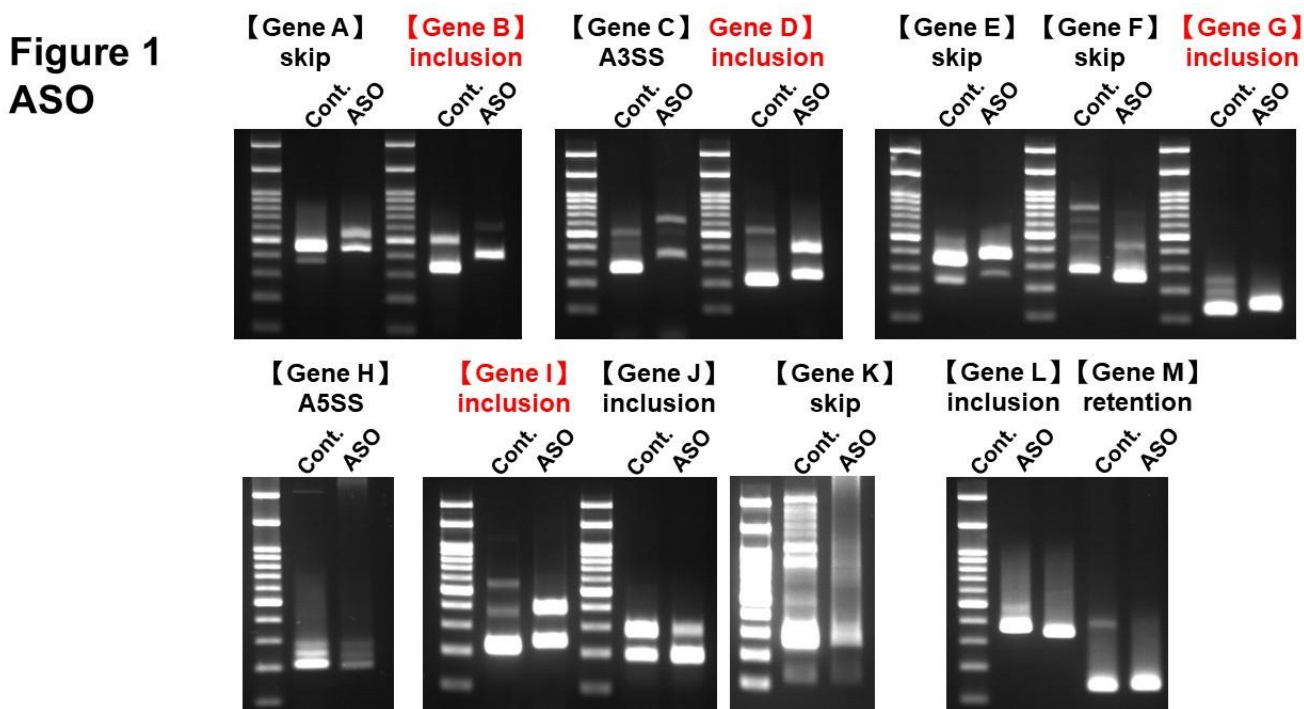 Figure 1
ASO
【Gene A】
skip
Cont. ASO
【Gene B】
inclusion
Cont. ASO
【Gene C】
A3SS
Cont. ASO
Gene D】
inclusion
Cont. ASO
【Gene E】
skip
Cont. ASO
【Gene F】
skip
Cont. ASO
【Gene G】
inclusion
Cont. ASO
【Gene H】
A5SS
Cont. ASO
【Gene I】
inclusion
Cont. ASO
【Gene J】
inclusion
Cont. ASO
【Gene K】
skip
Cont. ASO
【Gene L】
inclusion
Cont. ASO
【Gene M】
retention
Cont. ASO